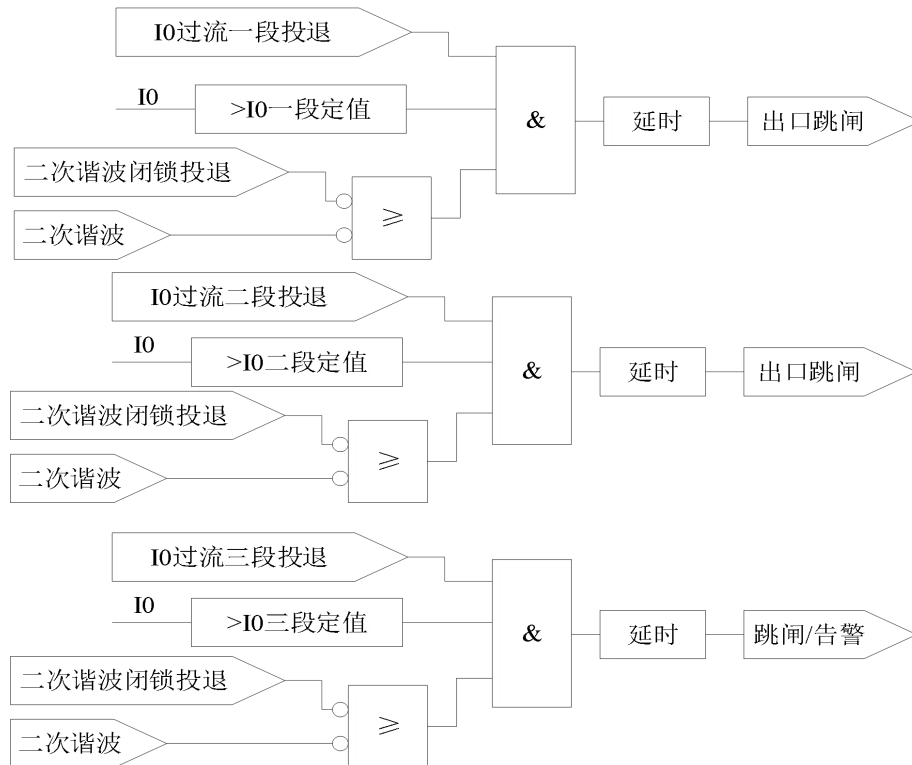 I0过流一段投退
I0
>I0一段定值
&
延时
出口跳闸
二次谐波闭锁投退
≥
二次谐波
I0过流二段投退
I0
>I0二段定值
&
延时
出口跳闸
二次谐波闭锁投退
≥
二次谐波
I0过流三段投退
I0
>I0三段定值
&
延时
跳闸/告警
二次谐波闭锁投退
≥
二次谐波